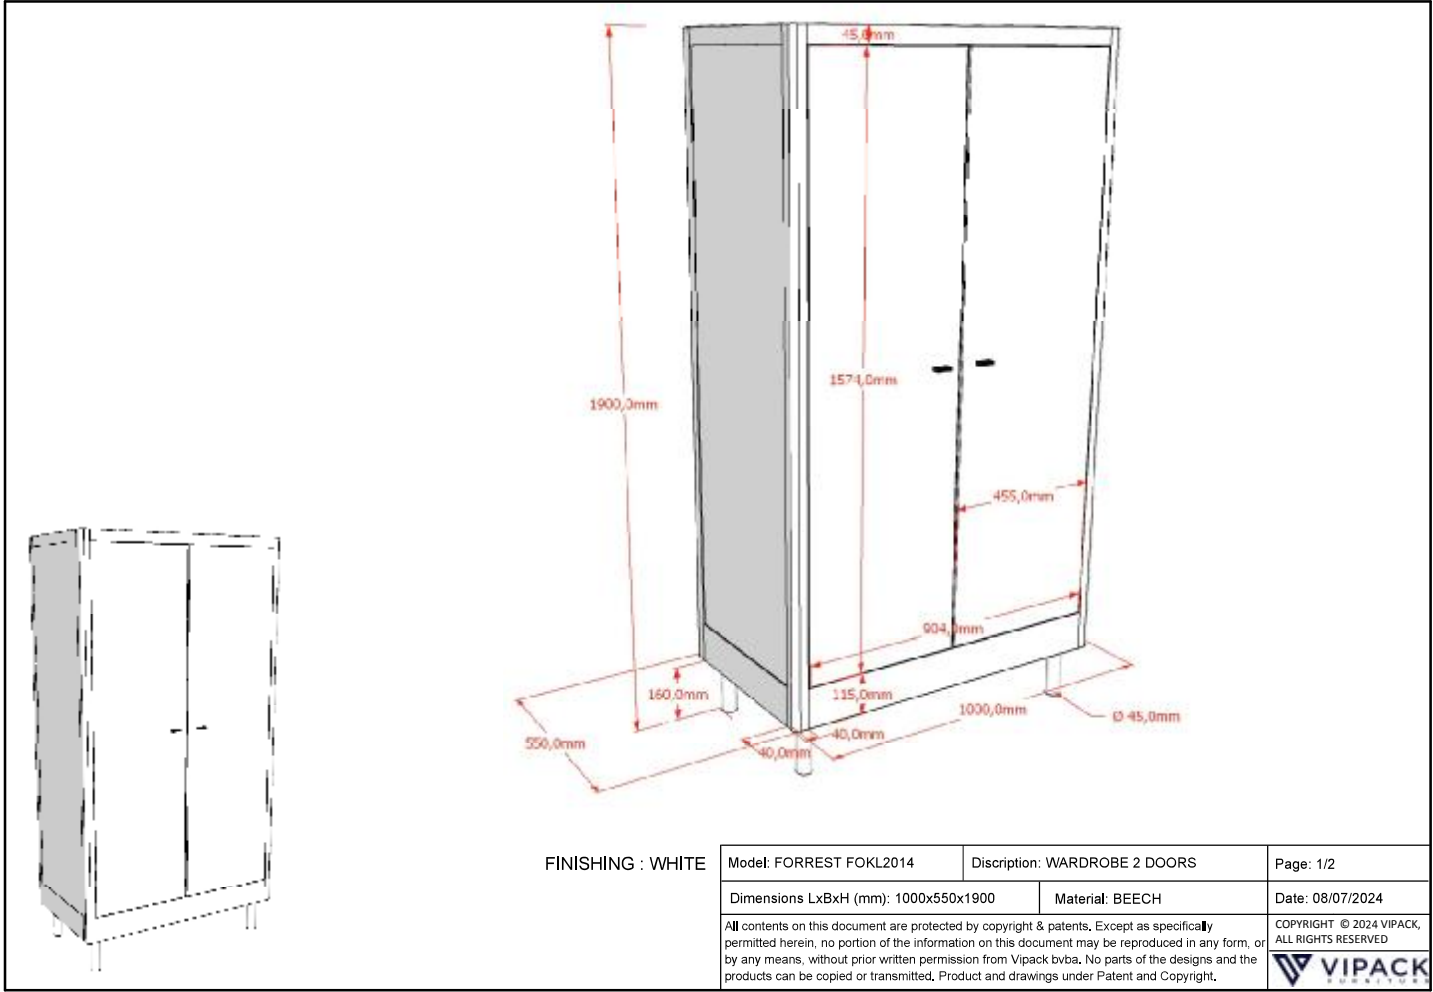 45,0mm
1574,0mm
1900,0mm
455,0mm
904,0mm
160,0mm
115,0mm
1000,0mm
Ø 45,0mm
550,0mm
40,0mm
40,0mm
FINISHING : WHITE
Model: FORREST FOKL2014
Discription: WARDROBE 2 DOORS
Page: 1/2
Dimensions LxBxH (mm): 1000x550x1900
Material: BEECH
Date: 08/07/2024
All contents on this document are protected by copyright & patents. Except as specifically
permitted herein, no portion of the information on this document may be reproduced in any form, or
by any means, without prior written permission from Vipack bvba. No parts of the designs and the
products can be copied or transmitted. Product and drawings under Patent and Copyright.
COPYRIGHT © 2024 VIPACK,
ALL RIGHTS RESERVED
VIPACK
FURNITURE